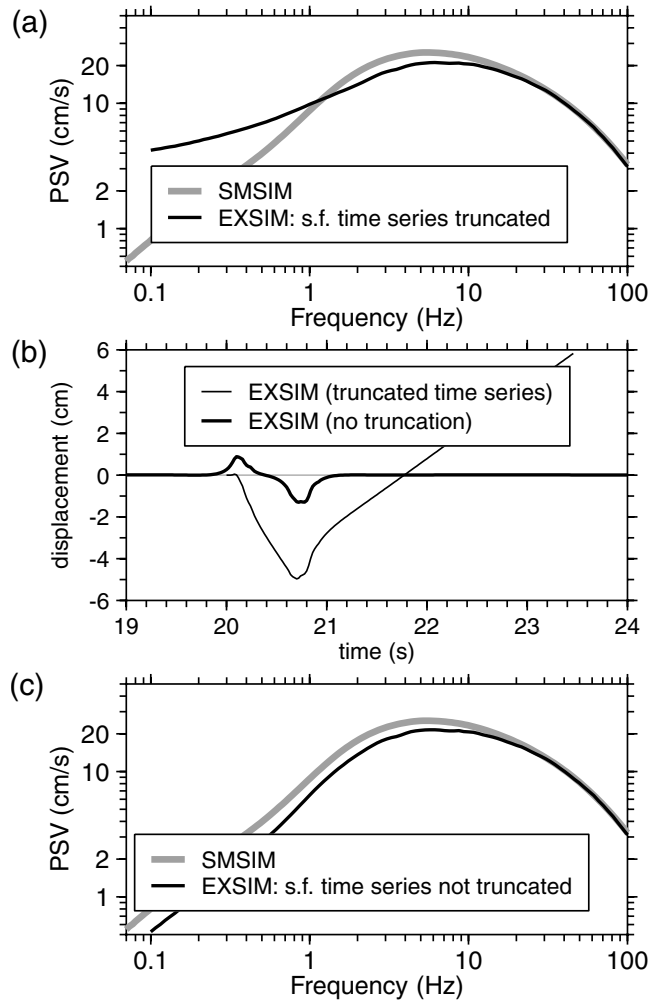 (a)
20
10
2
1
PSV (cm/s)
SMSIM
EXSIM: s.f. time series truncated
0.1 1 10 100
Frequency (Hz)
(b)
6
4
2
0
-2
-4
-6
displacement (cm)
EXSIM (truncated time series)
EXSIM (no truncation)
19 20 21 22 23 24
time (s)
(c)
20
10
2
1
PSV (cm/s)
SMSIM
EXSIM: s.f. time series not truncated
0.1 1 10 100
Frequency (Hz)